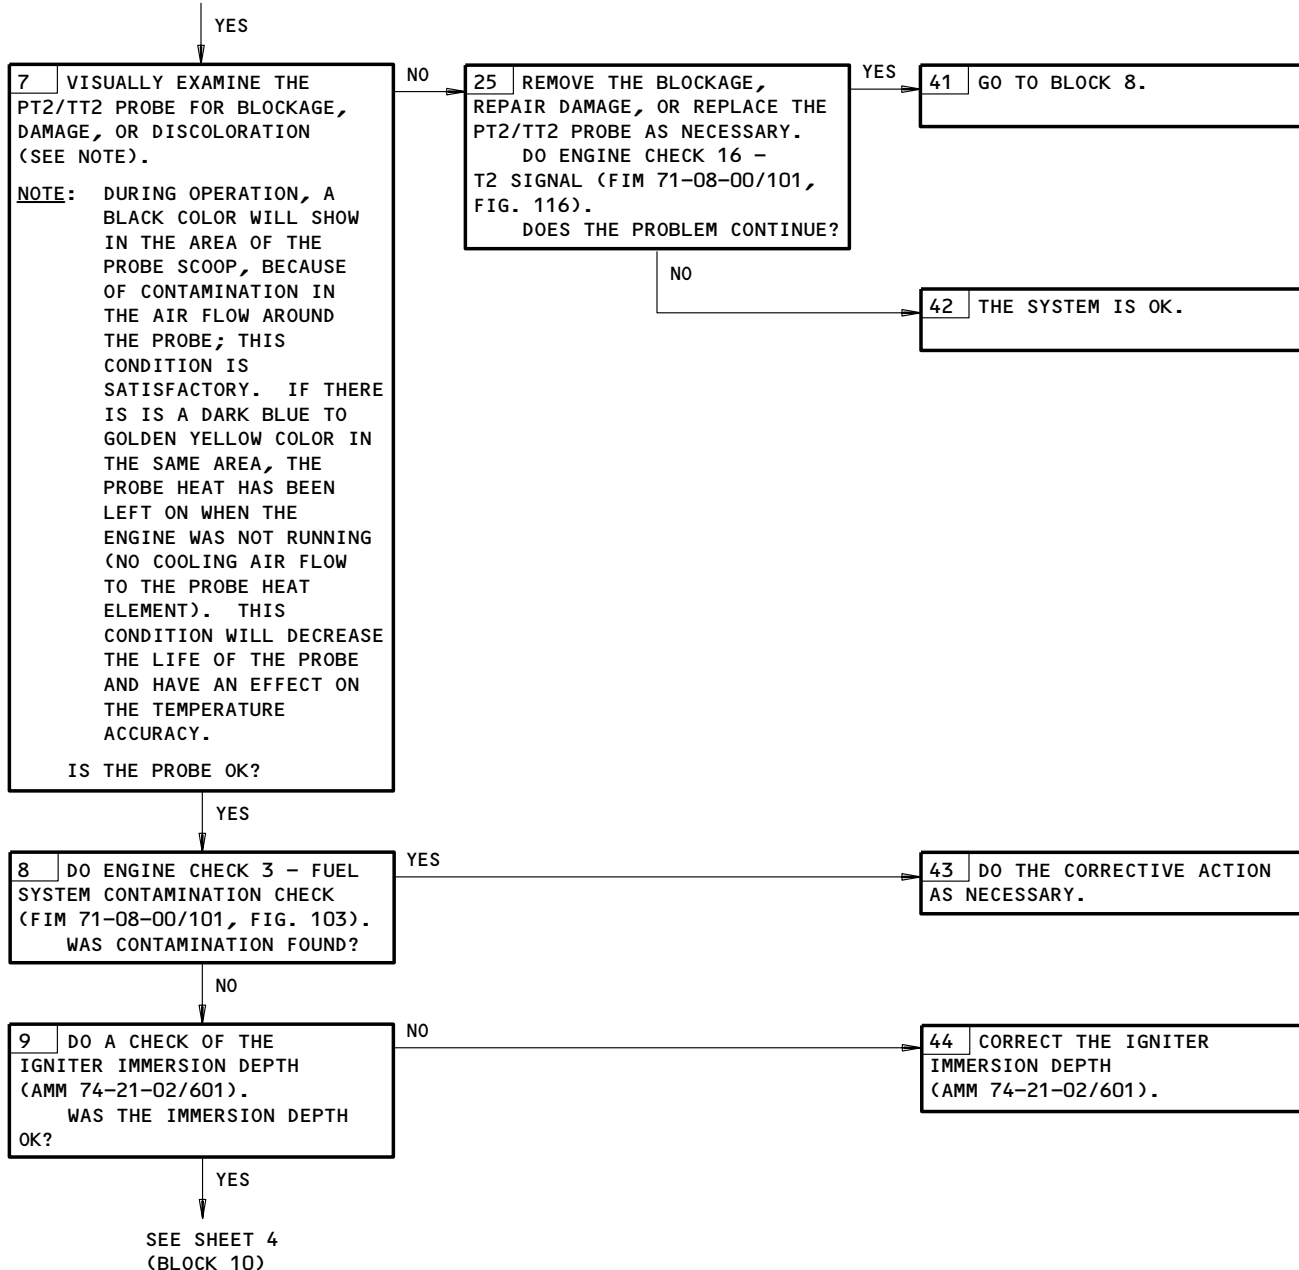 YES
7 VISUALLY EXAMINE THE
PT2/TT2 PROBE FOR BLOCKAGE,
DAMAGE, OR DISCOLORATION
(SEE NOTE).
NOTE: DURING OPERATION, A
BLACK COLOR WILL SHOW
IN THE AREA OF THE
PROBE SCOOP, BECAUSE
OF CONTAMINATION IN
THE AIR FLOW AROUND
THE PROBE; THIS
CONDITION IS
SATISFACTORY. IF THERE
IS IS A DARK BLUE TO
GOLDEN YELLOW COLOR IN
THE SAME AREA, THE
PROBE HEAT HAS BEEN
LEFT ON WHEN THE
ENGINE WAS NOT RUNNING
(NO COOLING AIR FLOW
TO THE PROBE HEAT
ELEMENT). THIS
CONDITION WILL DECREASE
THE LIFE OF THE PROBE
AND HAVE AN EFFECT ON
THE TEMPERATURE
ACCURACY.
IS THE PROBE OK?
NO
25 REMOVE THE BLOCKAGE,
REPAIR DAMAGE, OR REPLACE THE
PT2/TT2 PROBE AS NECESSARY.
DO ENGINE CHECK 16 -
T2 SIGNAL (FIM 71-08-00/101,
FIG. 116).
DOES THE PROBLEM CONTINUE?
YES
41 GO TO BLOCK 8.
NO
42 THE SYSTEM IS OK.
YES
8 DO ENGINE CHECK 3 - FUEL
SYSTEM CONTAMINATION CHECK
(FIM 71-08-00/101, FIG. 103).
WAS CONTAMINATION FOUND?
YES
43 DO THE CORRECTIVE ACTION
AS NECESSARY.
NO
9 DO A CHECK OF THE
IGNITER IMMERSION DEPTH
(AMM 74-21-02/601).
WAS THE IMMERSION DEPTH
OK?
NO
44 CORRECT THE IGNITER
IMMERSION DEPTH
(AMM 74-21-02/601).
YES
SEE SHEET 4
(BLOCK 10)